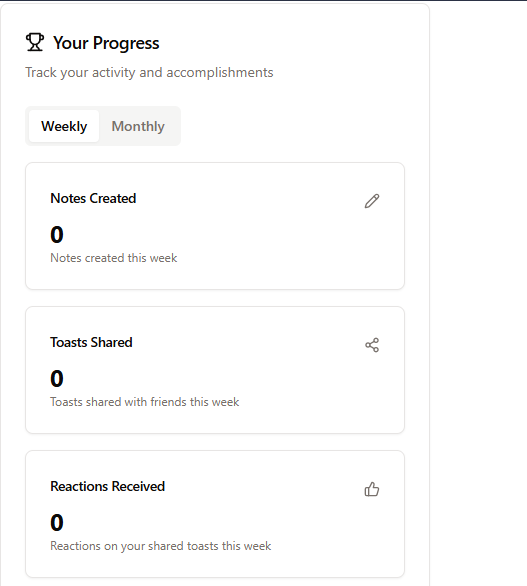 Your Progress
Track your activity and accomplishments
Weekly Monthly
Notes Created
0
Notes created this week
Toasts Shared
0
Toasts shared with friends this week
Reactions Received
0
Reactions on your shared toasts this week